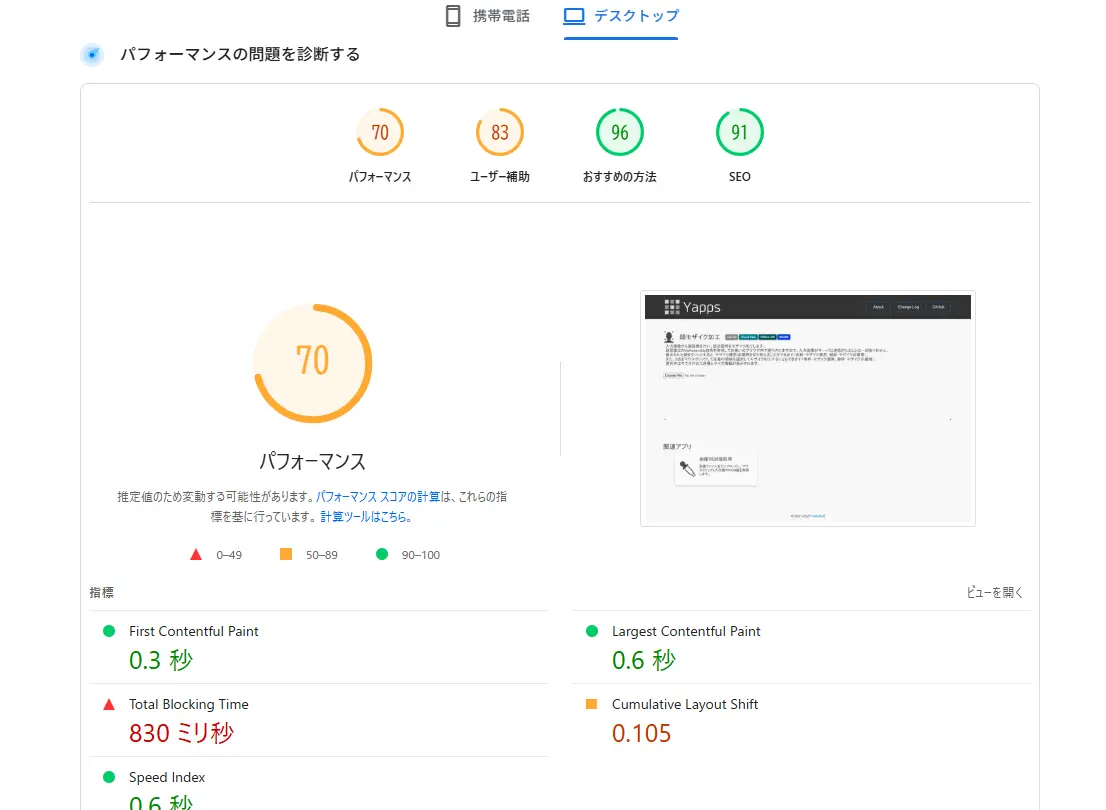 携帯電話
デスクトップ
パフォーマンスの問題を診断する
70
83
96
91
パフォーマンス
ユーザー補助
おすすめの方法
SEO
70
パフォーマンス
推定値のため変動する可能性があります。パフォーマンス スコアの計算は、これらの指
標を基に行っています。計算ツールはこちら。
0–49
50–89
90–100
Yapps
About
Change Log
GitHub
顔モザイク加工
関連アプリ
指標
ビューを開く
First Contentful Paint
0.3 秒
Largest Contentful Paint
0.6 秒
Total Blocking Time
830 ミリ秒
Cumulative Layout Shift
0.105
Speed Index
0.6 秒